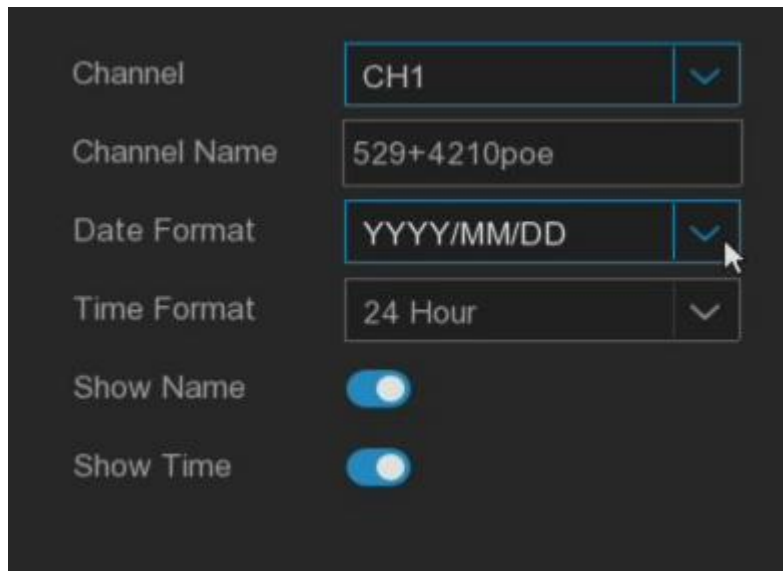 Channel CH1
Channel Name 529+4210poe
Date Format YYYY/MM/DD
Time Format 24 Hour
Show Name
Show Time